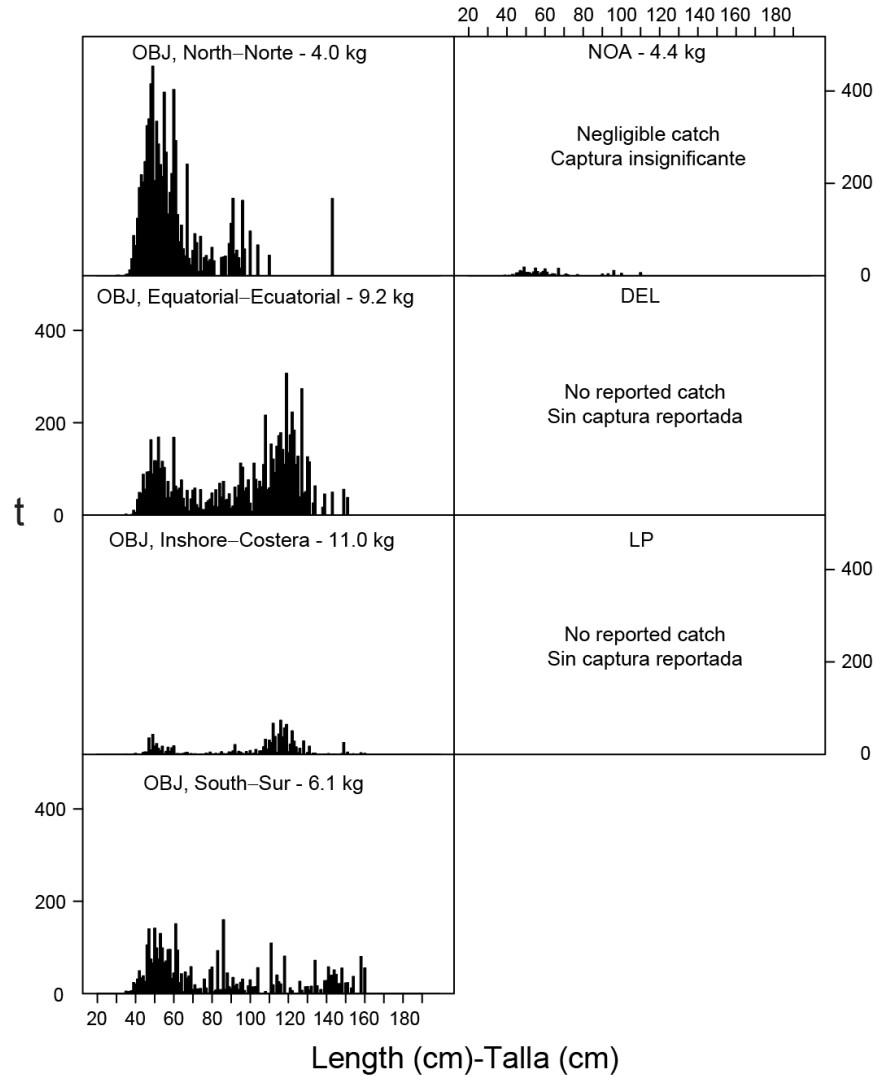 20 40 60 80 100 120 140 160 180
OBJ, North–Norte - 4.0 kg
NOA - 4.4 kg
400
Negligible catch
Captura insignificante
200
0
OBJ, Equatorial–Ecuatorial - 9.2 kg
DEL
400
No reported catch
Sin captura reportada
200
t
0
OBJ, Inshore–Costera - 11.0 kg
LP
400
No reported catch
Sin captura reportada
200
0
OBJ, South–Sur - 6.1 kg
400
200
0
20 40 60 80 100 120 140 160 180
Length (cm)-Talla (cm)